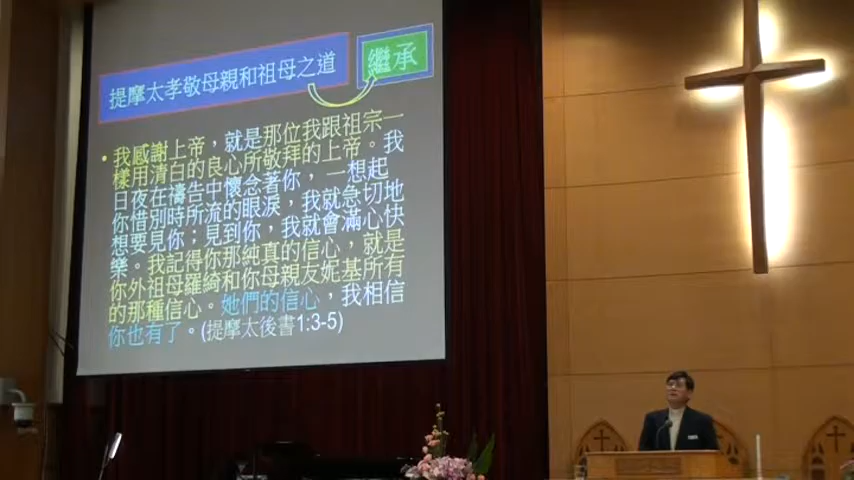 提摩太孝敬母親和祖母之道
繼承
• 我感謝上帝，就是那位我跟祖宗一
樣用清白的良心所敬拜的上帝。我
日夜在禱告中懷念著你，一想起
你惜別時所流的眼淚，我就急切地
想要見你；見到你，我就會滿心快
樂。我記得你那純真的信心，就是
你外祖母羅綺和你母親友妮基所有
的那種信心。她們的信心，我相信
你也有了。(提摩太後書1:3-5)